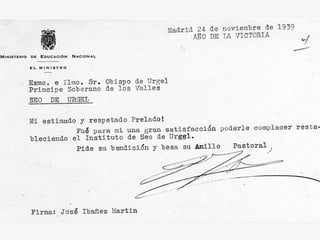 Madrid 24 de noviembre de 1939
AÑO DE LA VICTORIA
MINISTERIO DE EDUCACIÓN NACIONAL
EL MINISTRO
Exmo. e Ilmo. Sr. Obispo de Urgel
Príncipe Soberano de los Valles
SEO DE URGEL
Mi estimado y respetado Prelado!
Fué para mi una gran satisfacción poderle complacer resta-
bleciendo el Instituto de Seo de Urgel.
Pide su bendición y besa su Anillo Pastoral,
Firma: José Ibañez Martin